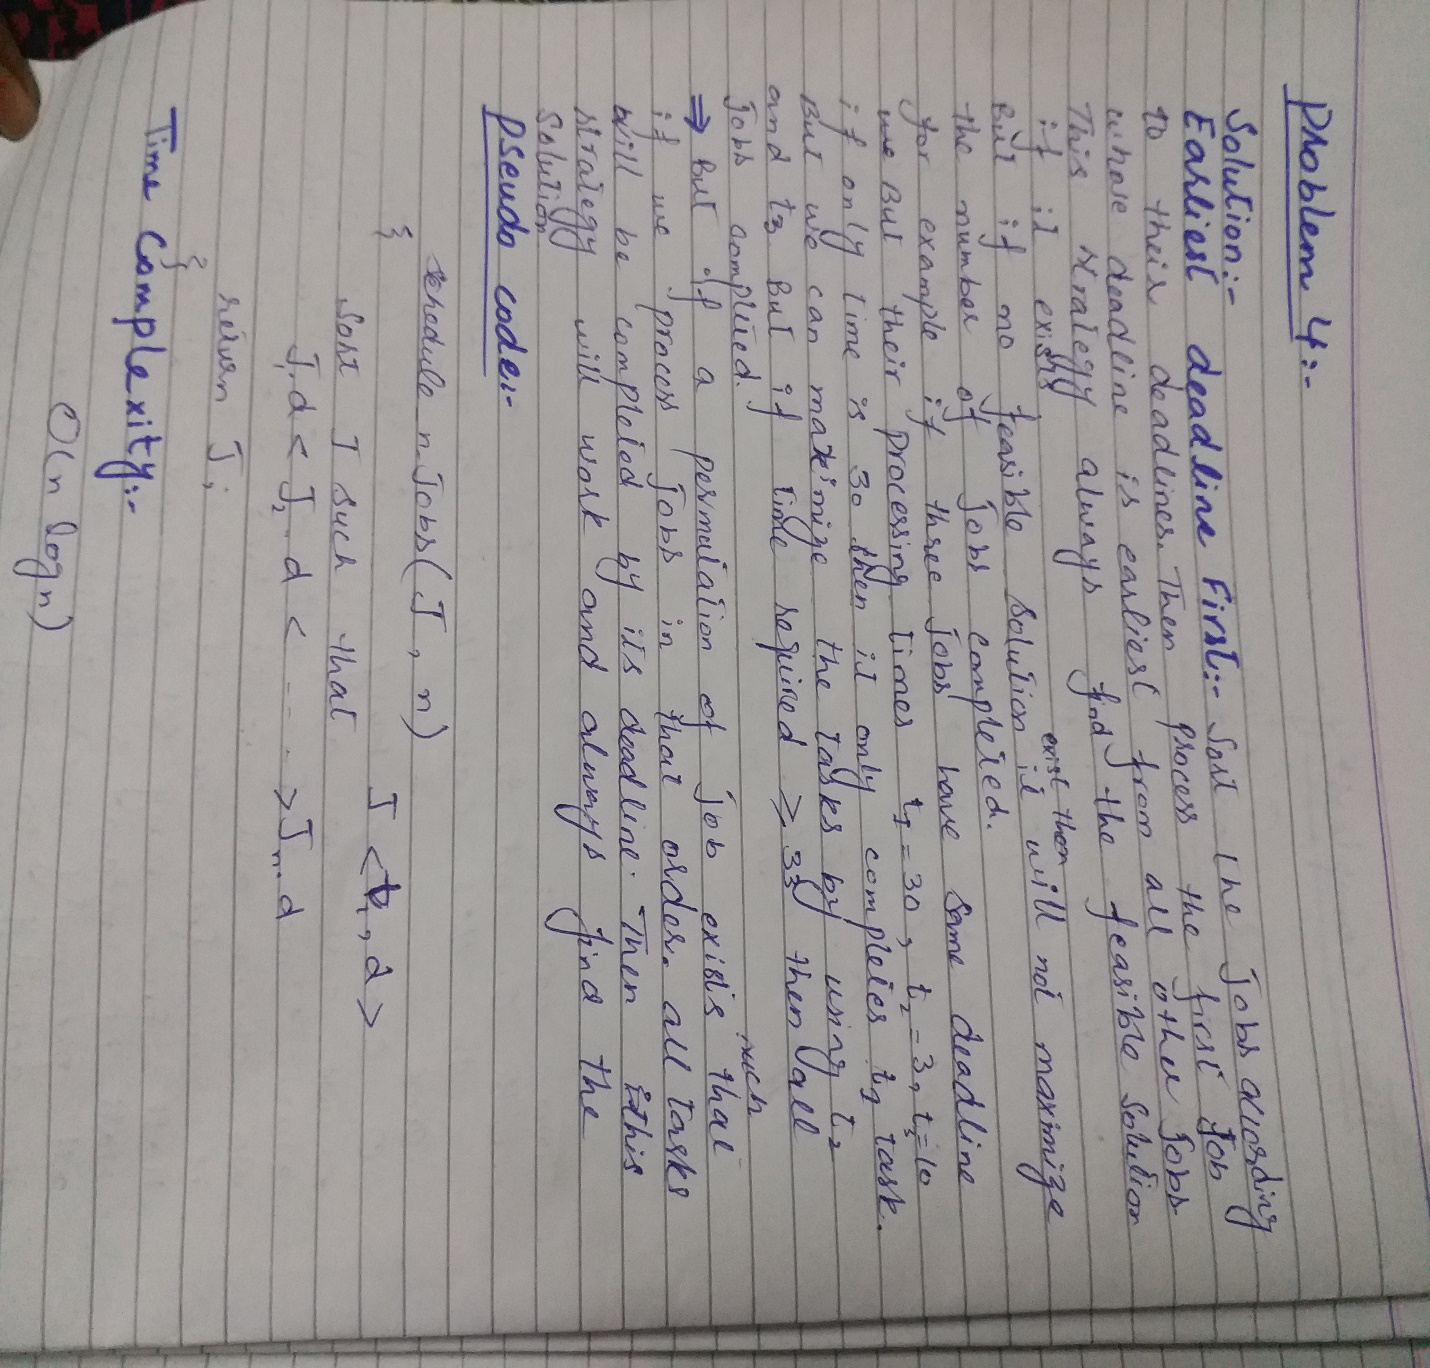 Problem 4:-
Solution:-
Earliest deadline First:- Sort the Jobs according
to their deadlines. Then process the first Job
whose deadline is earliest from all other Jobs.
This strategy always find the feasible solution
if it exists
But if no feasible solution exist then it will not maximize
the number of Jobs completed.
for example if three Jobs have same deadline
But their processing times t1 = 30, t2 = 3, t3 = 10
if only time is 30 then it only completes t1 task.
But we can maximize the tasks by using t2
and t3 But if time required ≥ 33 then all
Jobs completed.
⇒ But if a permutation of Job exists such that
if we process Jobs in that order. all tasks
will be completed by its deadline. Then this
strategy will work and always find the
Solution
Pseudo code:-
schedule n Jobs(J, n)
{
J <t, d>
Sort J such that
J1.d < J2.d < - - - > Jn.d
return J;
}
Time Complexity:-
O(n log n)